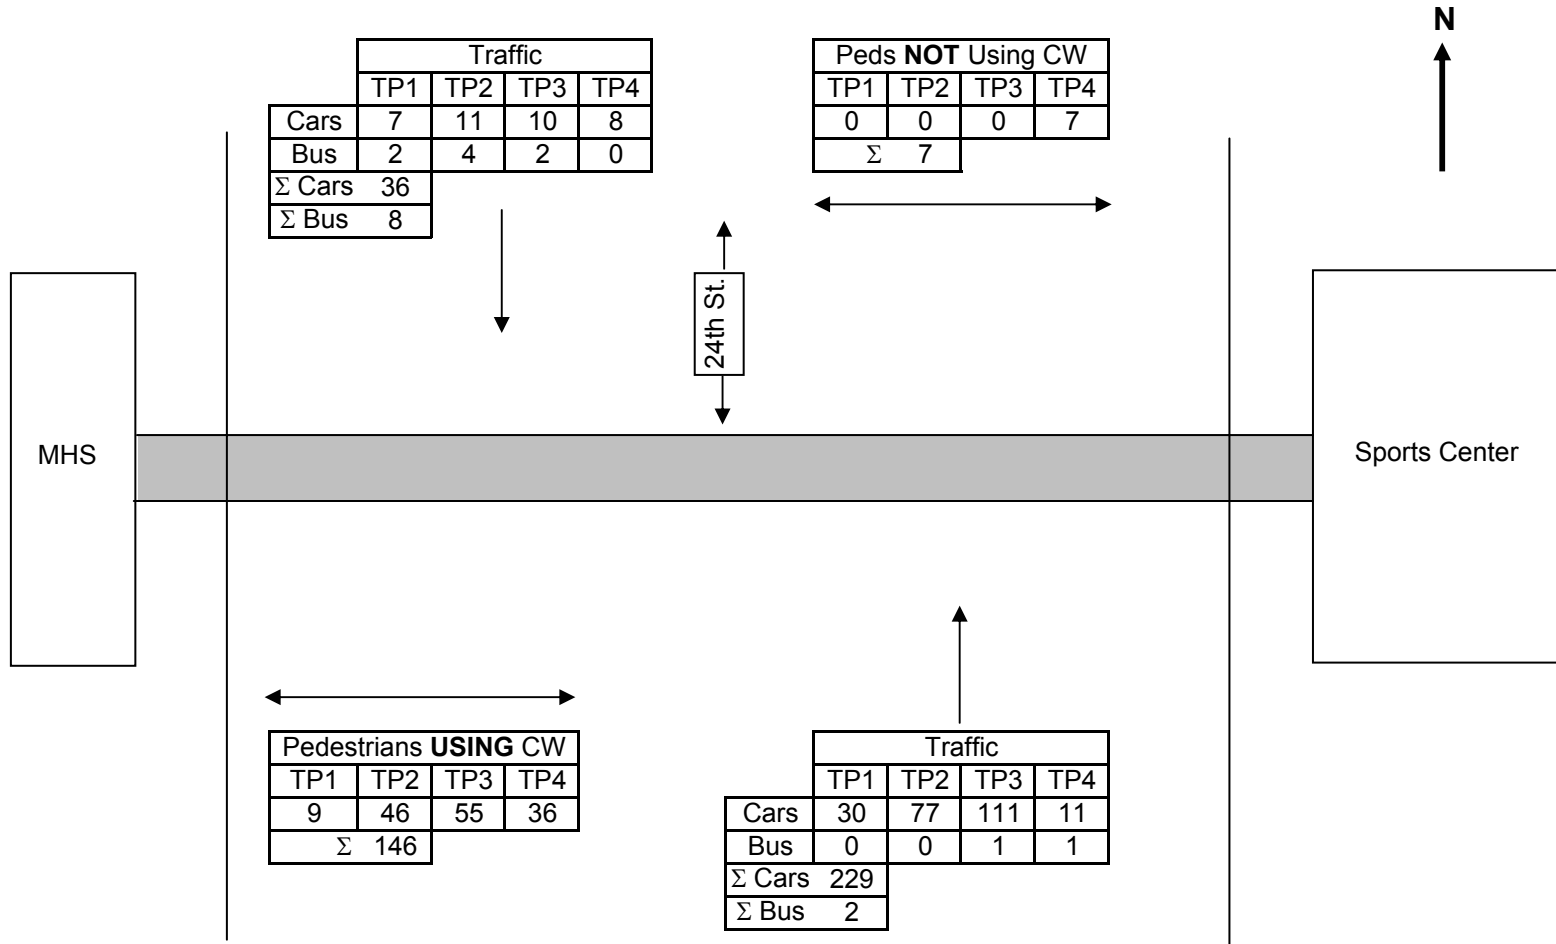 N
Traffic
TP1 TP2 TP3 TP4
Cars 7 11 10 8
Bus 2 4 2 0
Σ Cars 36
Σ Bus 8
Peds NOT Using CW
TP1 TP2 TP3 TP4
0 0 0 7
Σ 7
24th St.
MHS
Sports Center
Pedestrians USING CW
TP1 TP2 TP3 TP4
9 46 55 36
Σ 146
Traffic
TP1 TP2 TP3 TP4
Cars 30 77 111 11
Bus 0 0 1 1
Σ Cars 229
Σ Bus 2